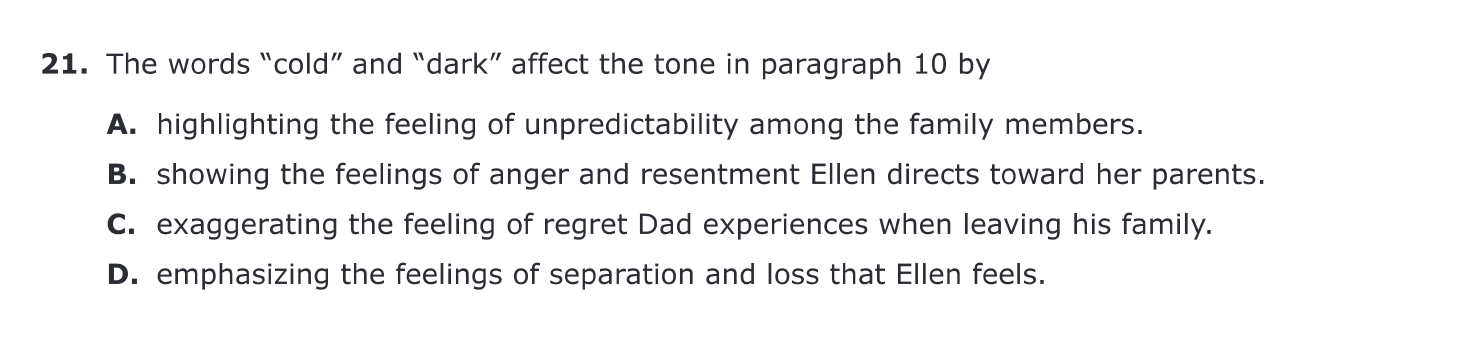 21. The words “cold” and “dark” affect the tone in paragraph 10 by
A. highlighting the feeling of unpredictability among the family members.
B. showing the feelings of anger and resentment Ellen directs toward her parents.
C. exaggerating the feeling of regret Dad experiences when leaving his family.
D. emphasizing the feelings of separation and loss that Ellen feels.